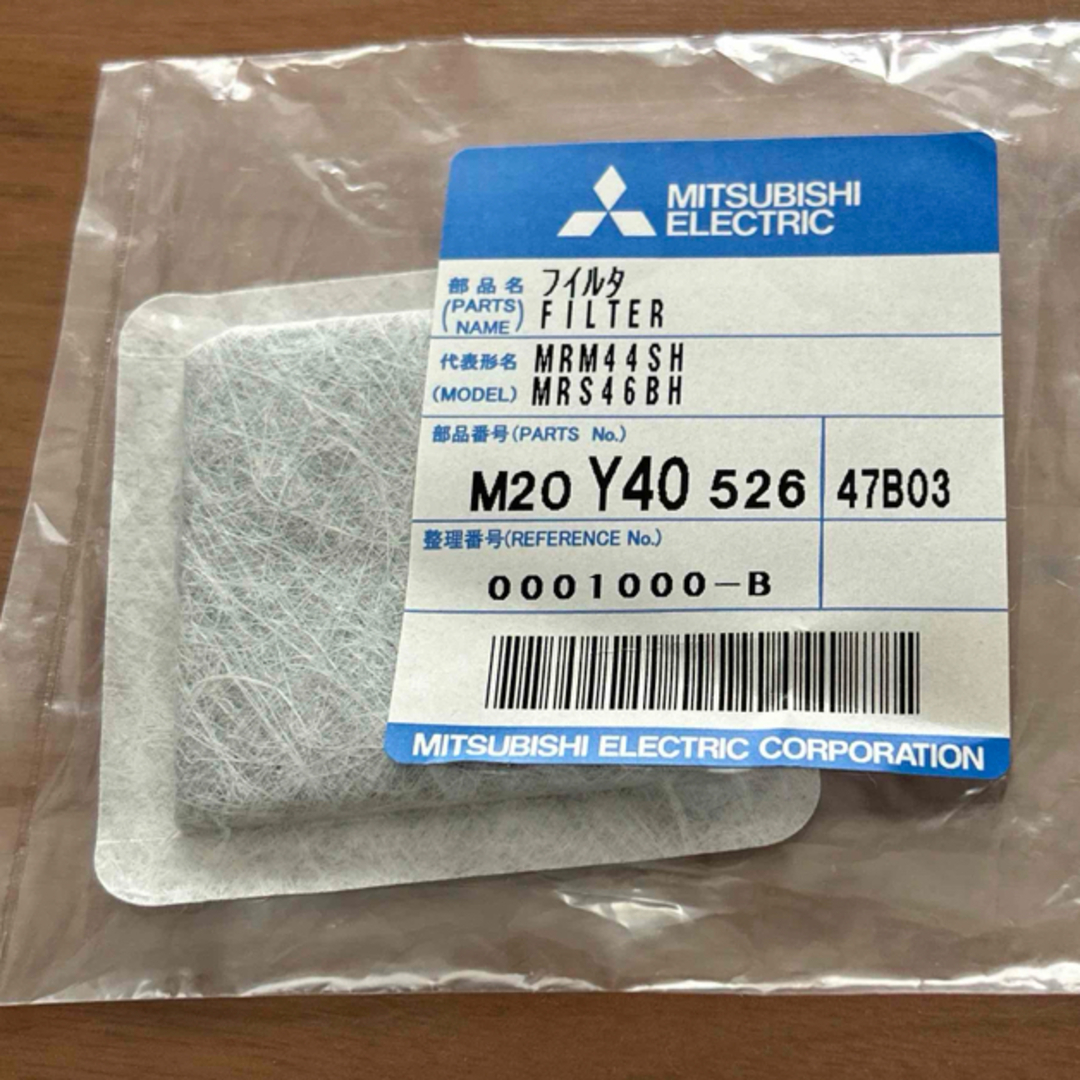 MITSUBISHI
ELECTRIC
部品名 フイルタ
(PARTS NAME) FILTER
代表形名 MRM44SH
(MODEL) MRS46BH
部品番号(PARTS No.)
M20 Y40 526 47B03
整理番号(REFERENCE No.)
0001000-B
MITSUBISHI ELECTRIC CORPORATION